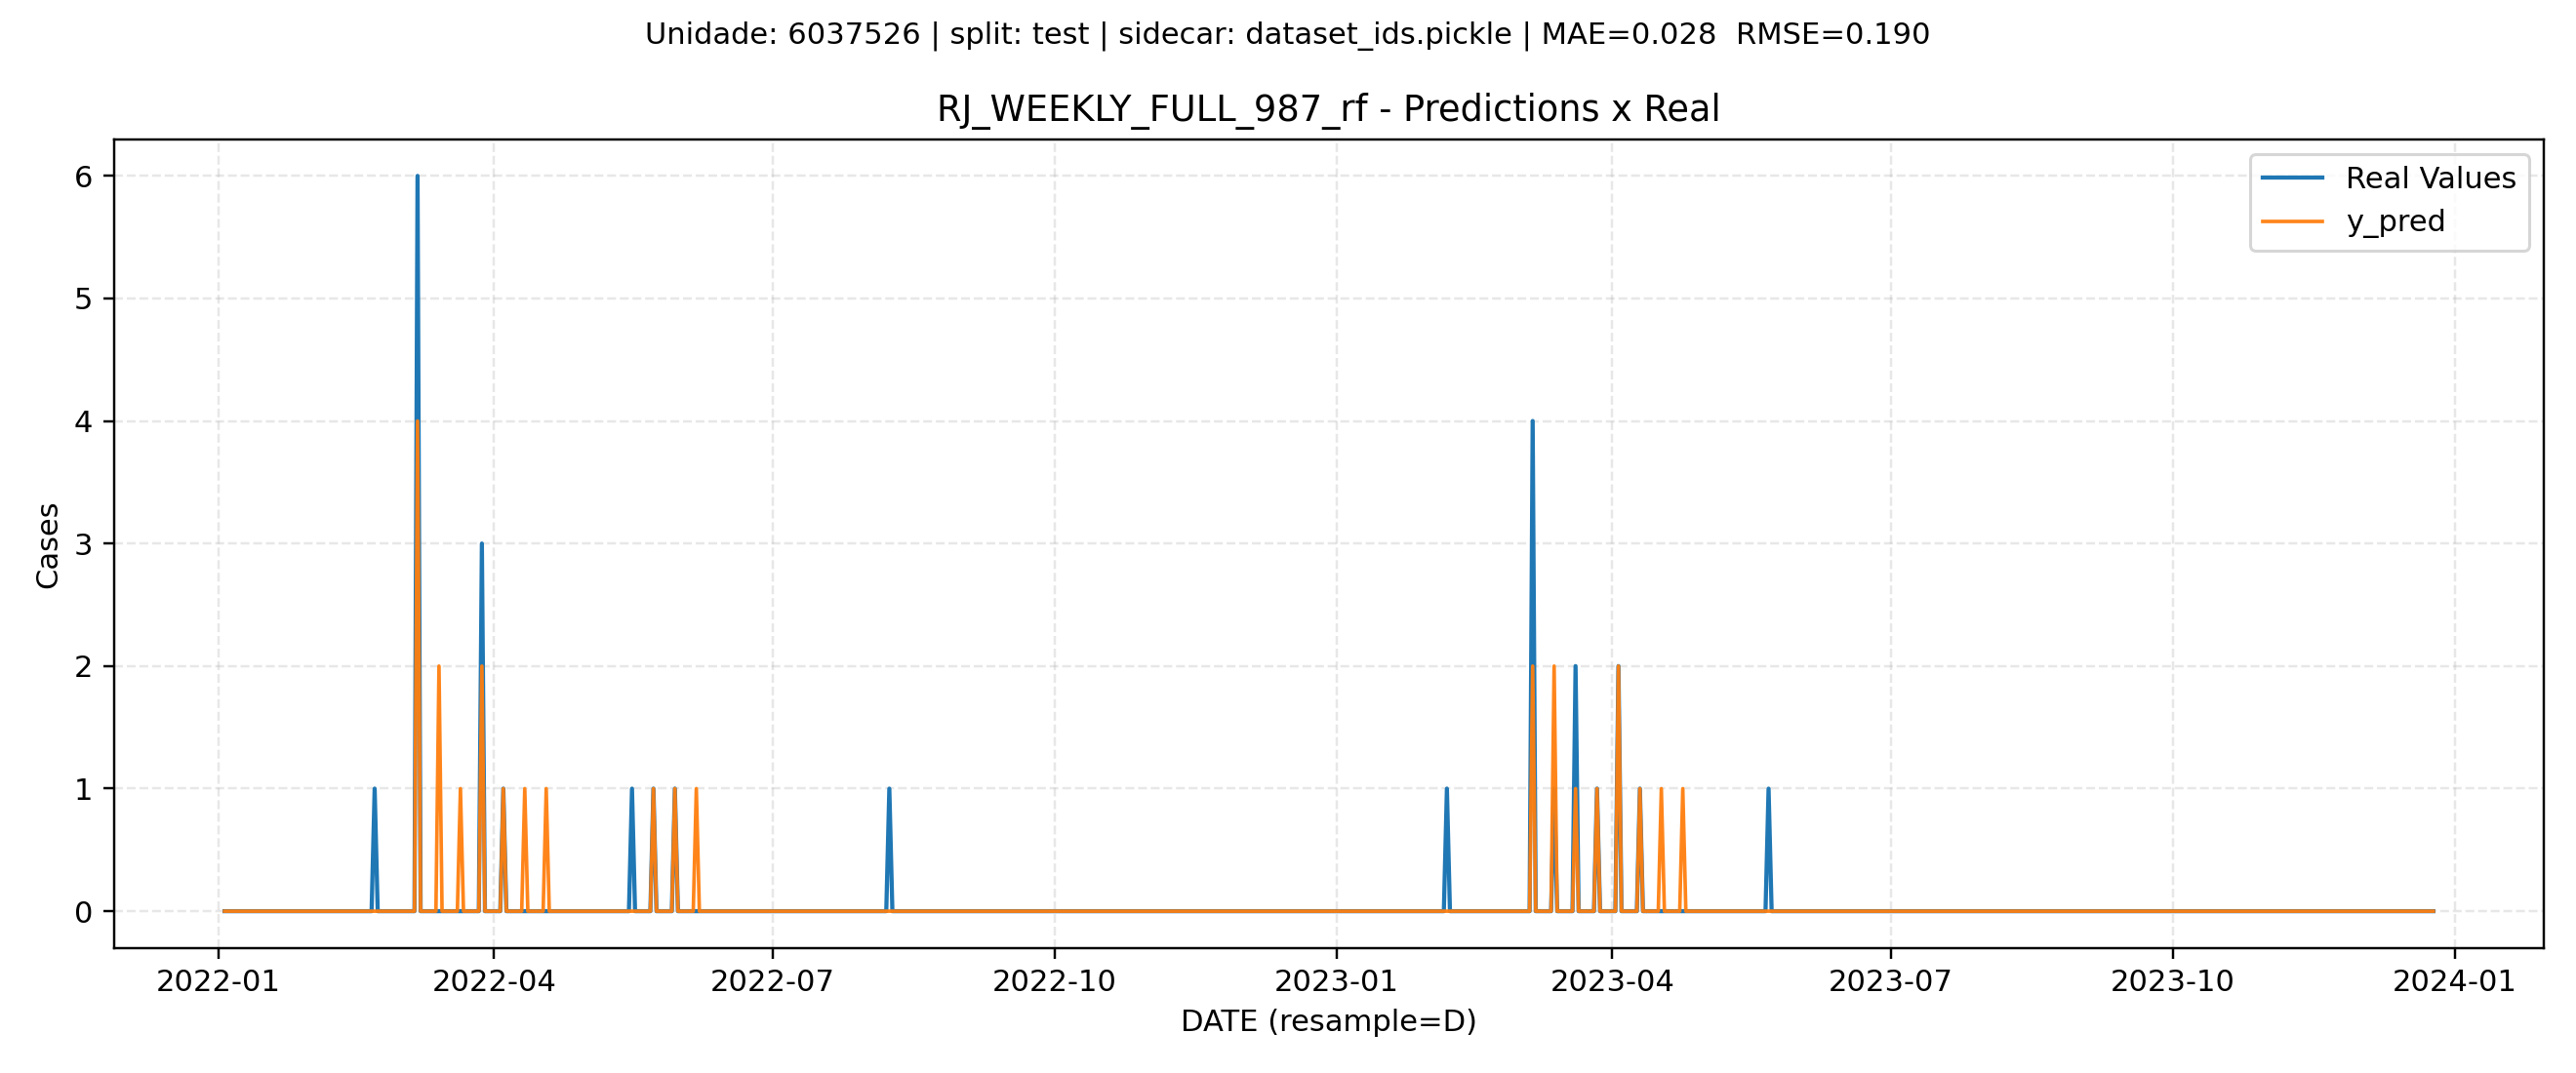 Unidade: 6037526 | split: test | sidecar: dataset_ids.pickle | MAE=0.028  RMSE=0.190
RJ_WEEKLY_FULL_987_rf - Predictions x Real
Real Values
y_pred
Cases
6
5
4
3
2
1
0
2022-01
2022-04
2022-07
2022-10
2023-01
2023-04
2023-07
2023-10
2024-01
DATE (resample=D)